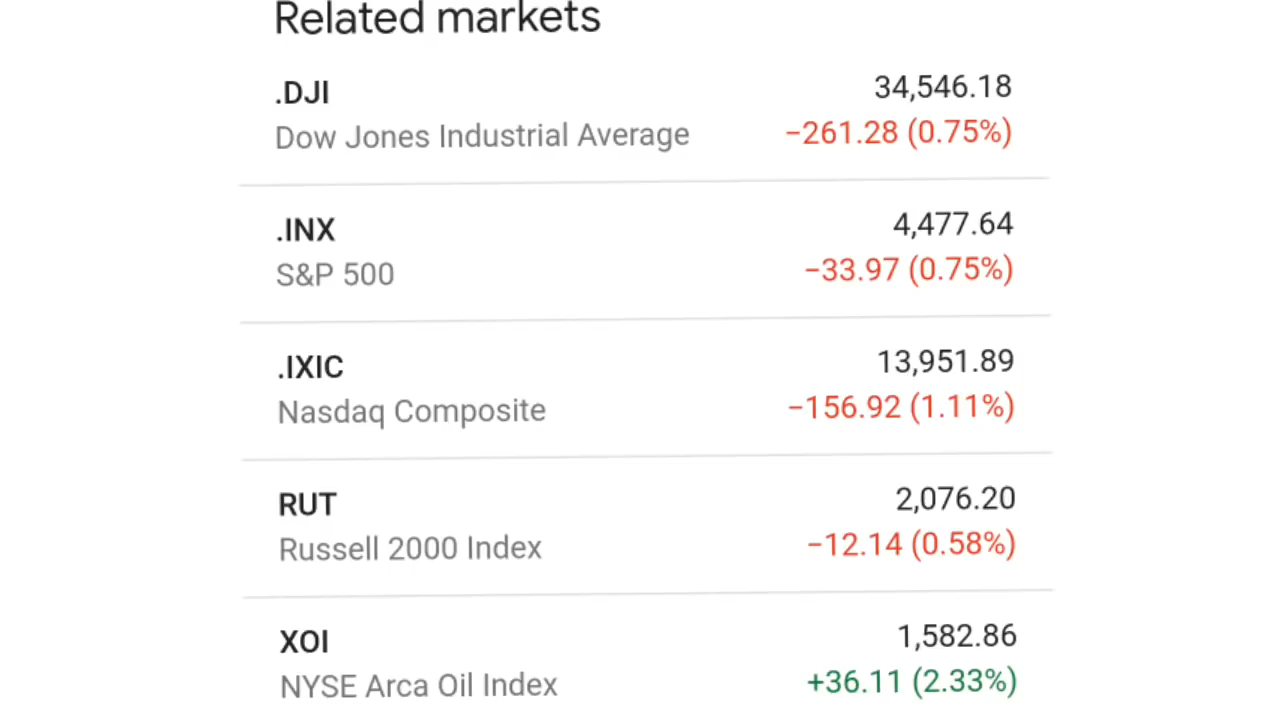 Related markets
.DJI 34,546.18
Dow Jones Industrial Average −261.28 (0.75%)
.INX 4,477.64
S&P 500 −33.97 (0.75%)
.IXIC 13,951.89
Nasdaq Composite −156.92 (1.11%)
RUT 2,076.20
Russell 2000 Index −12.14 (0.58%)
XOI 1,582.86
NYSE Arca Oil Index +36.11 (2.33%)